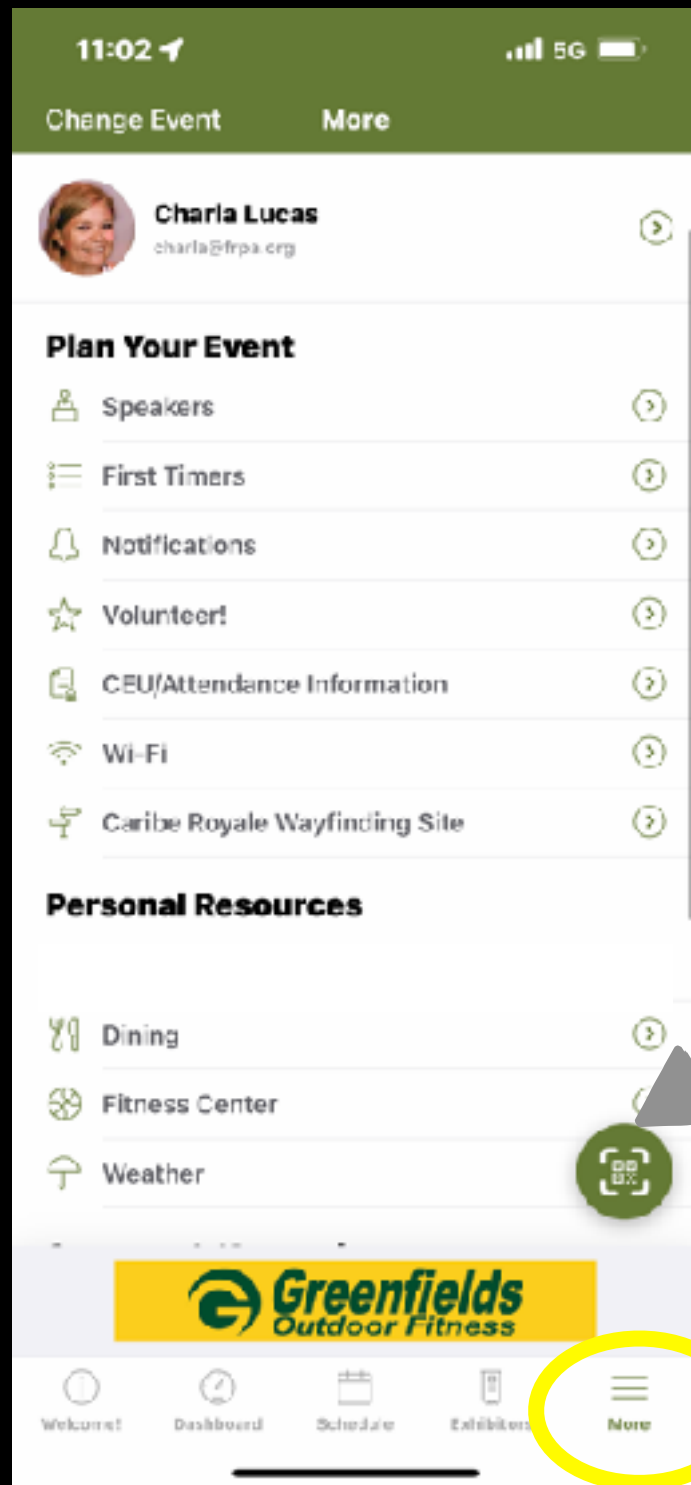 11:02 5G
Change Event More
Charla Lucas
charla@frpa.org
Plan Your Event
Speakers
First Timers
Notifications
Volunteer!
CEU/Attendance Information
Wi-Fi
Caribe Royale Wayfinding Site
Personal Resources
Dining
Fitness Center
Weather
Greenfields
Outdoor Fitness
Welcome! Dashboard Schedule Exhibitors More